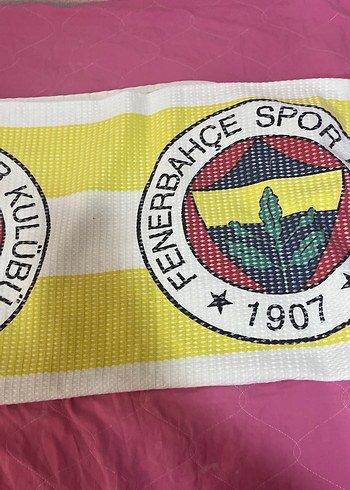 R KULÜBÜ
FENERBAHÇE SPOR
1907